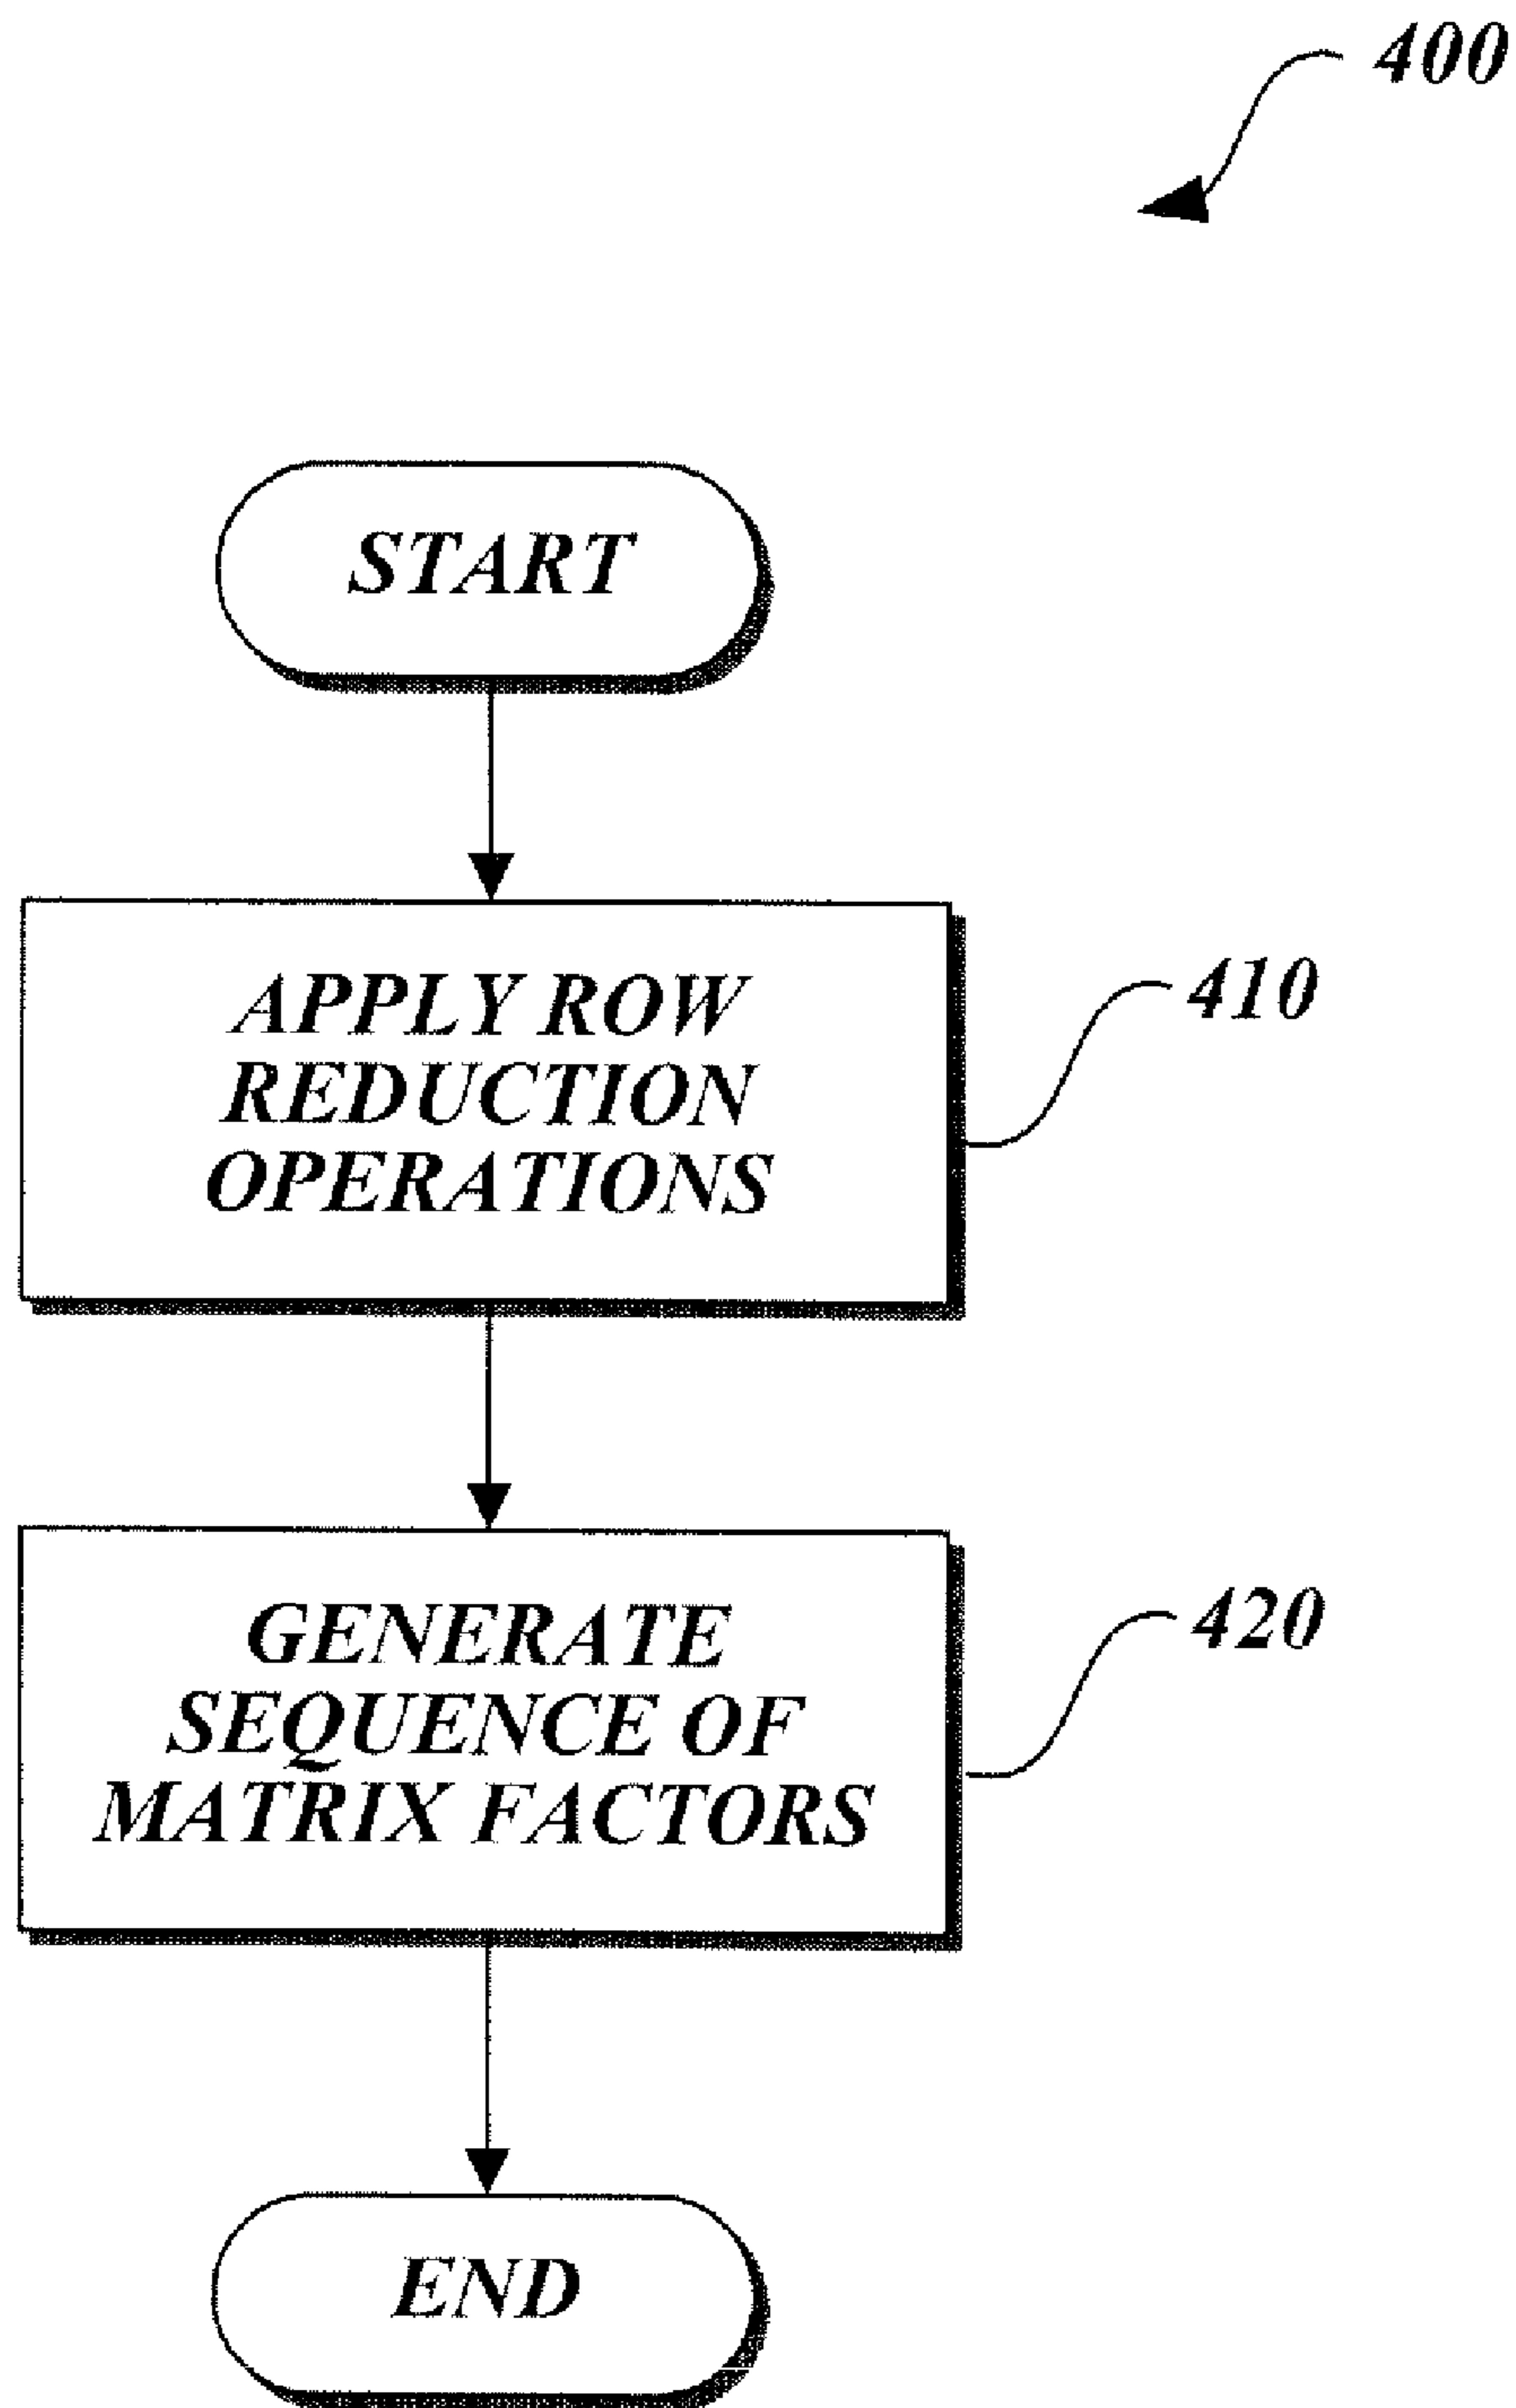 400
START
APPLY ROW
REDUCTION
OPERATIONS
410
GENERATE
SEQUENCE OF
MATRIX FACTORS
420
END